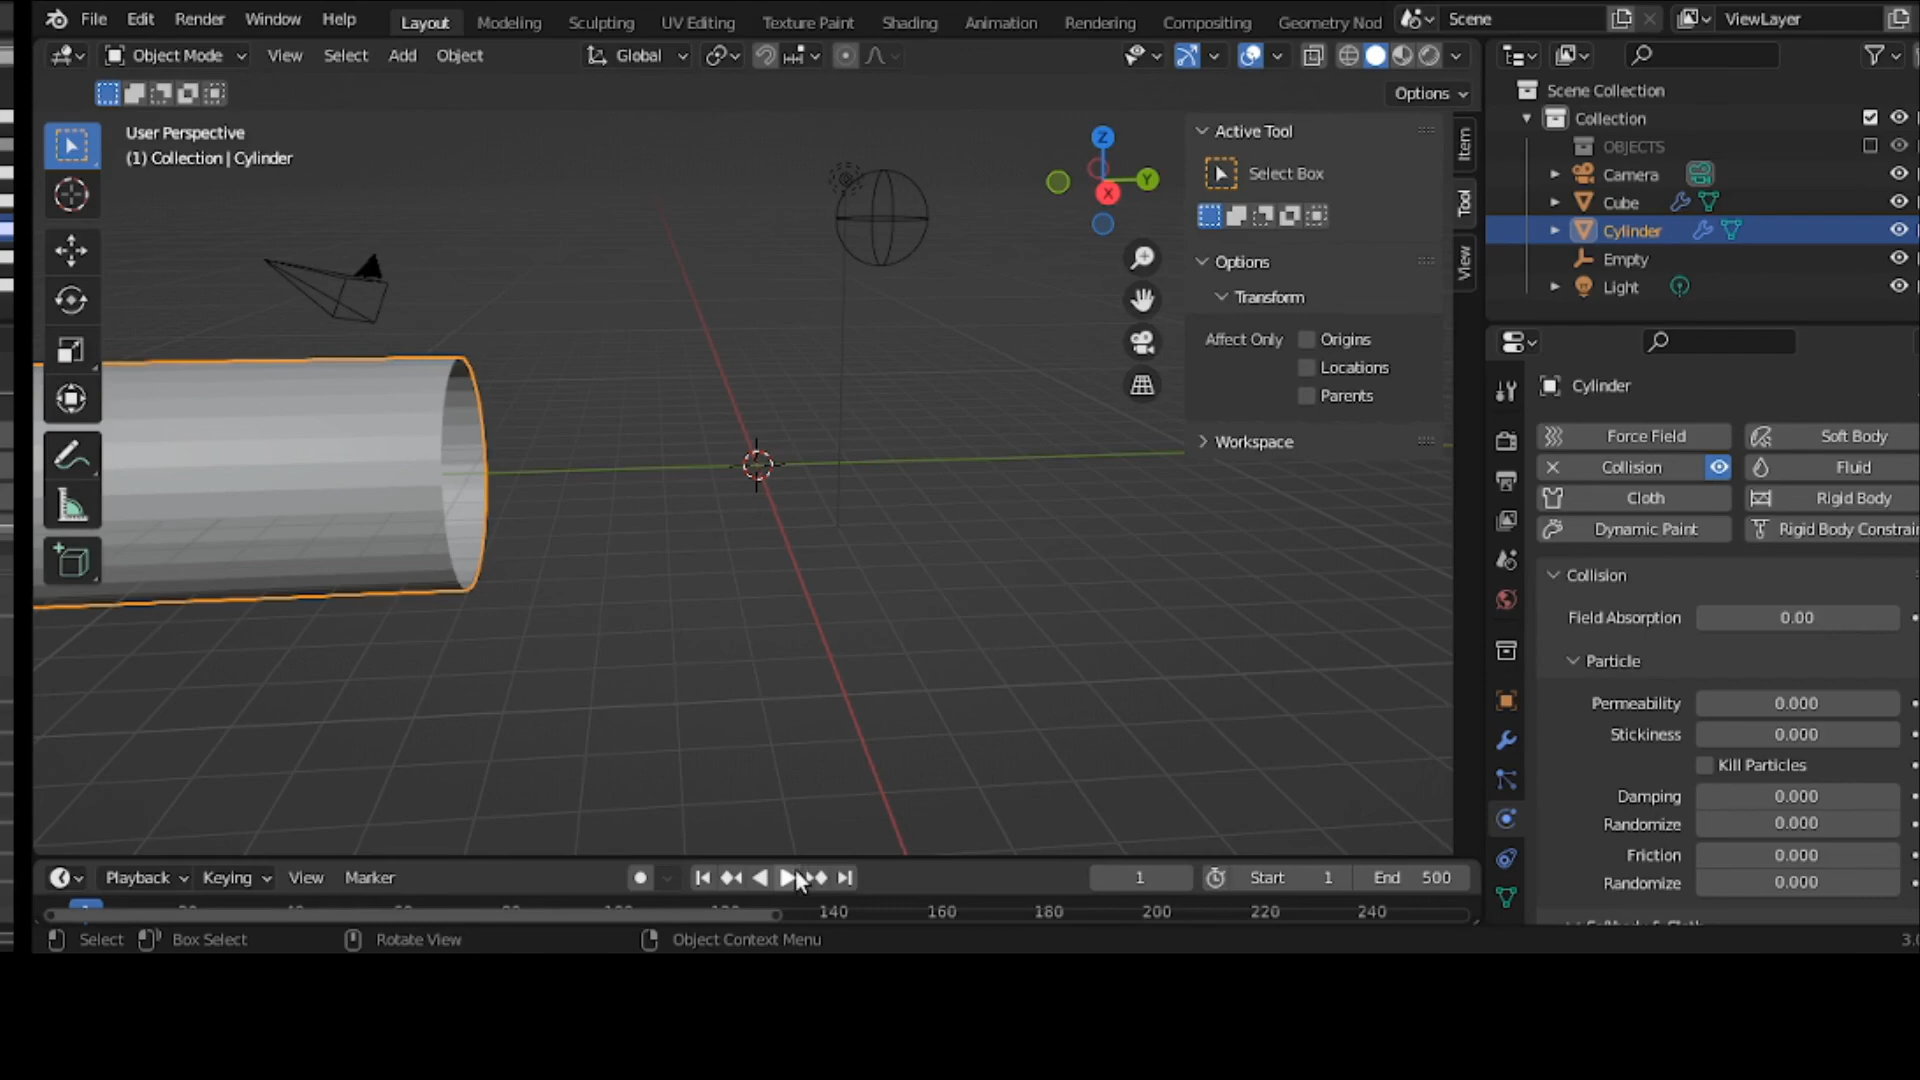 File Edit Render Window Help Layout Modeling Sculpting UV Editing Texture Paint Shading Animation Rendering Compositing Geometry Nod Scene ViewLayer
Object Mode View Select Add Object Global
Options
User Perspective
(1) Collection | Cylinder
Z
Y
X
Active Tool
Select Box
Options
Transform
Affect Only Origins
Locations
Parents
Workspace
Item
Tool
View
Scene Collection
Collection
OBJECTS
Camera
Cube
Cylinder
Empty
Light
Cylinder
Force Field Soft Body
Collision Fluid
Cloth Rigid Body
Dynamic Paint Rigid Body Constrai
Collision
Field Absorption 0.00
Particle
Permeability 0.000
Stickiness 0.000
Kill Particles
Damping 0.000
Randomize 0.000
Friction 0.000
Randomize 0.000
Playback Keying View Marker 1 Start 1 End 500
140 160 180 200 220 240
Select Box Select Rotate View Object Context Menu 3.0